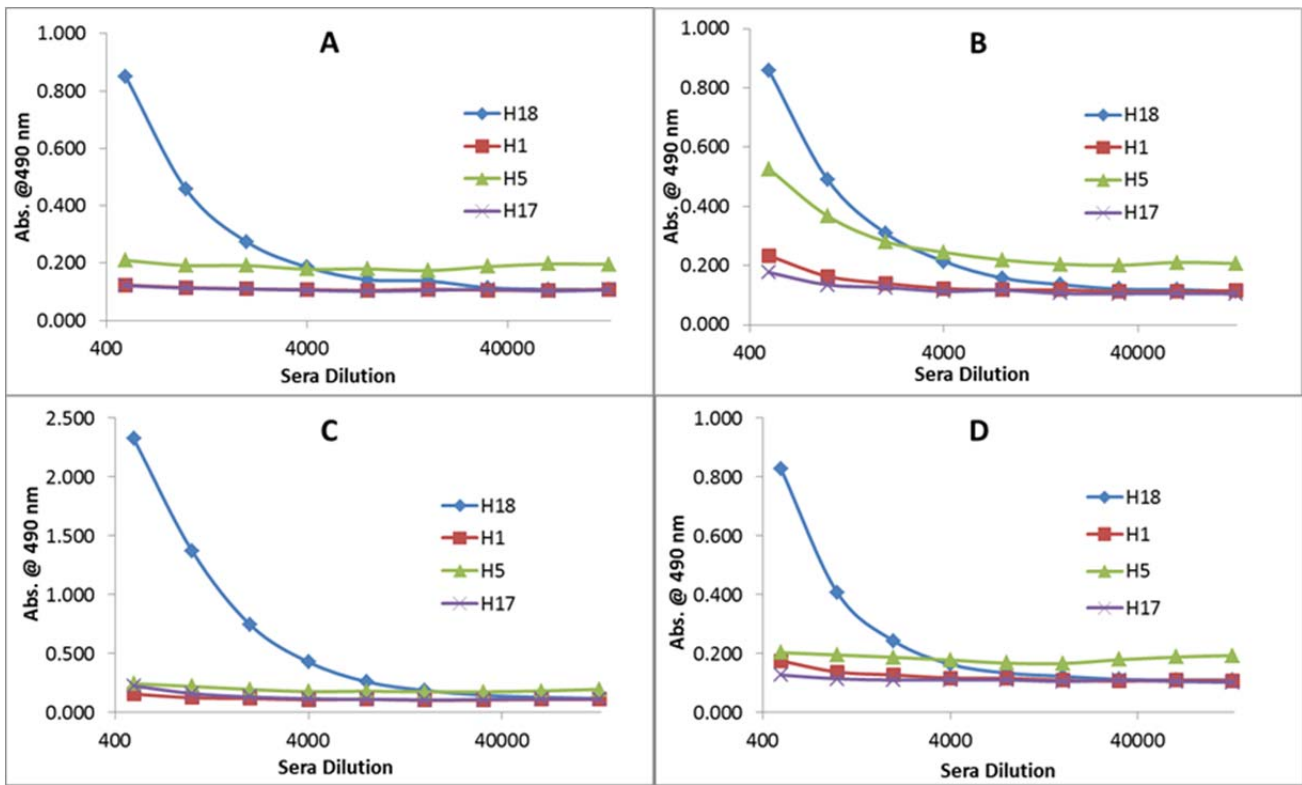 A
1.000
0.800
0.600
0.400
0.200
0.000
Abs. @490 nm
H18
H1
H5
H17
400
4000
40000
Sera Dilution
B
1.000
0.800
0.600
0.400
0.200
0.000
Abs. @ 490 nm
H18
H1
H5
H17
400
4000
40000
Sera Dilution
C
2.500
2.000
1.500
1.000
0.500
0.000
Abs. @ 490 nm
H18
H1
H5
H17
400
4000
40000
Sera Dilution
D
1.000
0.800
0.600
0.400
0.200
0.000
Abs. @ 490 nm
H18
H1
H5
H17
400
4000
40000
Sera Dilution